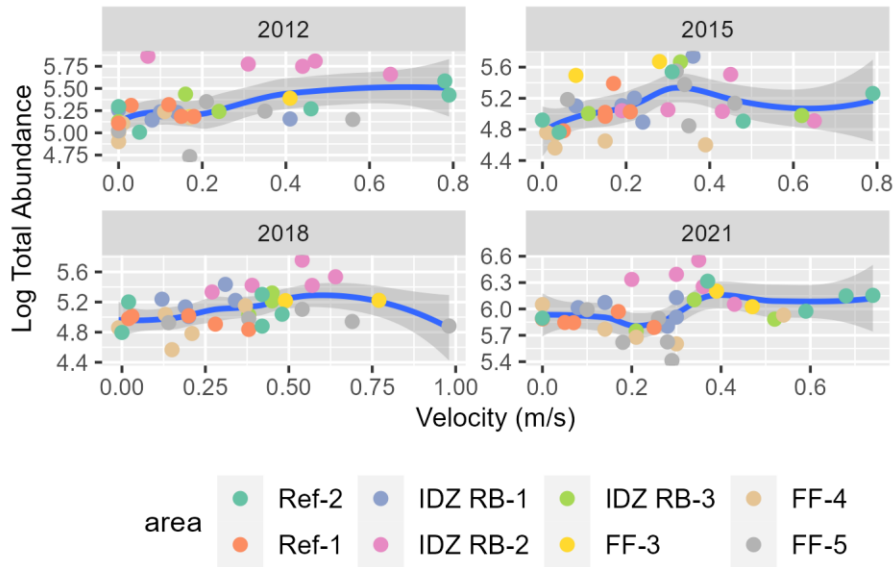 2012
2015
5.75
5.50
5.25
5.00
4.75
5.6
5.2
4.8
4.4
0.0 0.2 0.4 0.6 0.8
0.0 0.2 0.4 0.6 0.8
Log Total Abundance
2018
2021
5.6
5.2
4.8
4.4
6.6
6.3
6.0
5.7
5.4
0.00 0.25 0.50 0.75 1.00
0.0 0.2 0.4 0.6
Velocity (m/s)
area
Ref-2 IDZ RB-1 IDZ RB-3 FF-4
Ref-1 IDZ RB-2 FF-3 FF-5